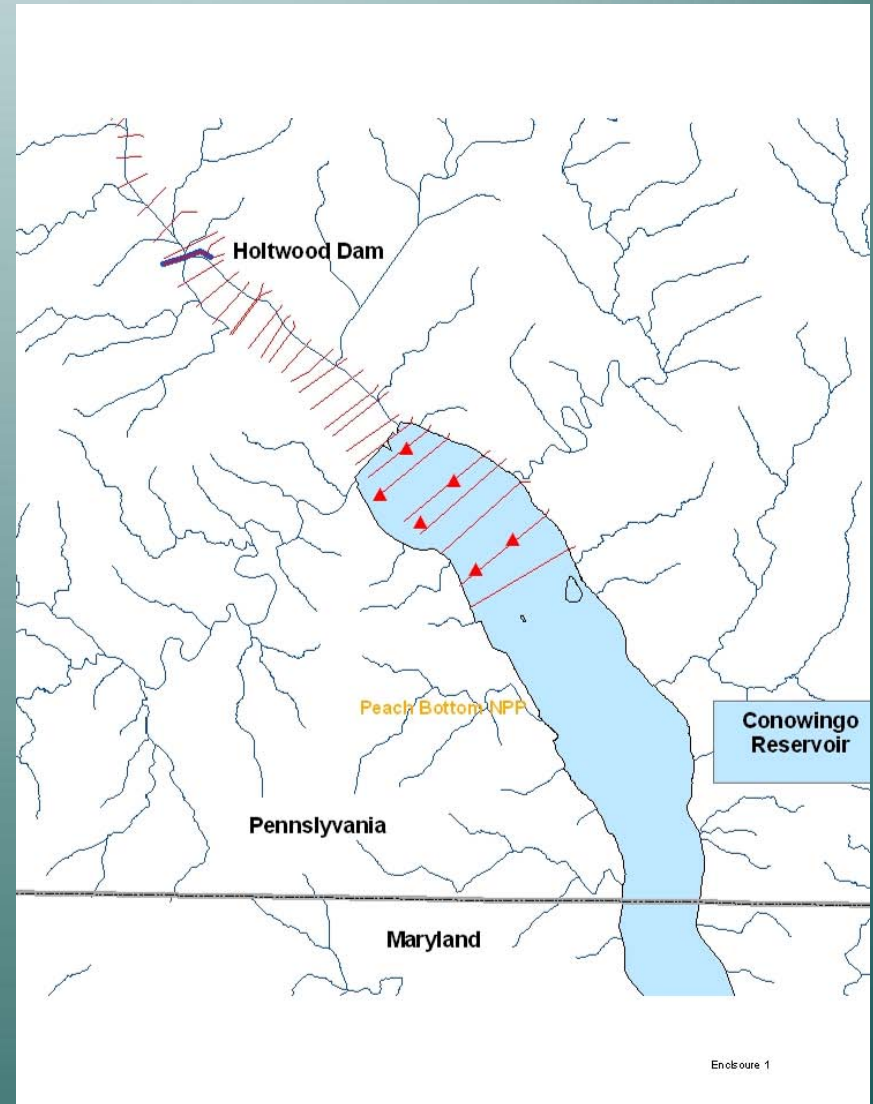 Holtwood Dam
Peach Bottom NPP
Conowingo
Reservoir
Pennslyvania
Maryland
Enclsoure 1